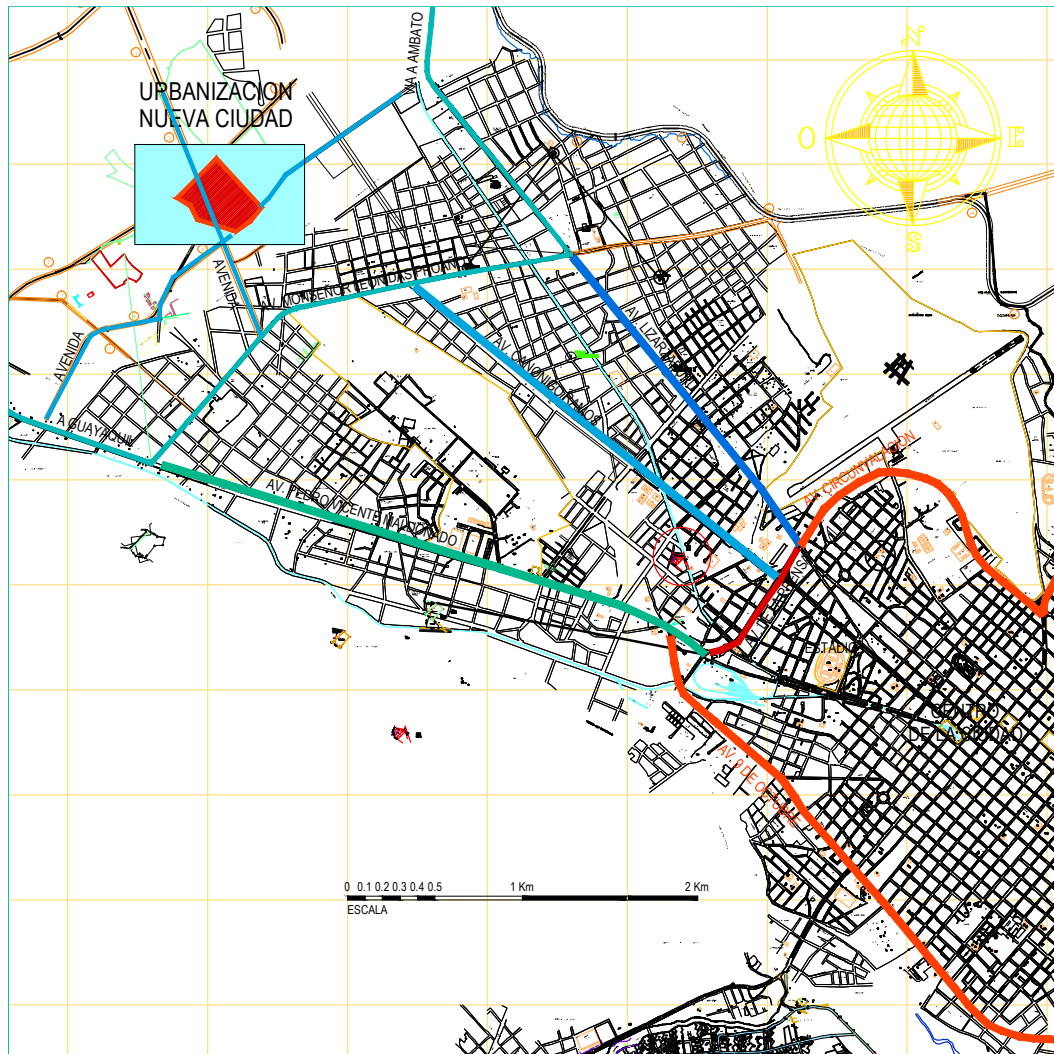 VIA A AMBATO
N
O
E
S
URBANIZACION
NUEVA CIUDAD
AVENIDA
AV. MONSEÑOR LEONIDAS PROAÑO
AVENIDA
AV. LIZARZABURU
AV. CANONIGO RAMOS
A GUAYAQUIL
AV. PEDRO VICENTE MALDONADO
AV. CIRCUNVALACION
ESTADIO
CENTRO
DE LA CIUDAD
AV. 9 DE OCTUBRE
0 0.1 0.2 0.3 0.4 0.5 1 Km 2 Km
ESCALA